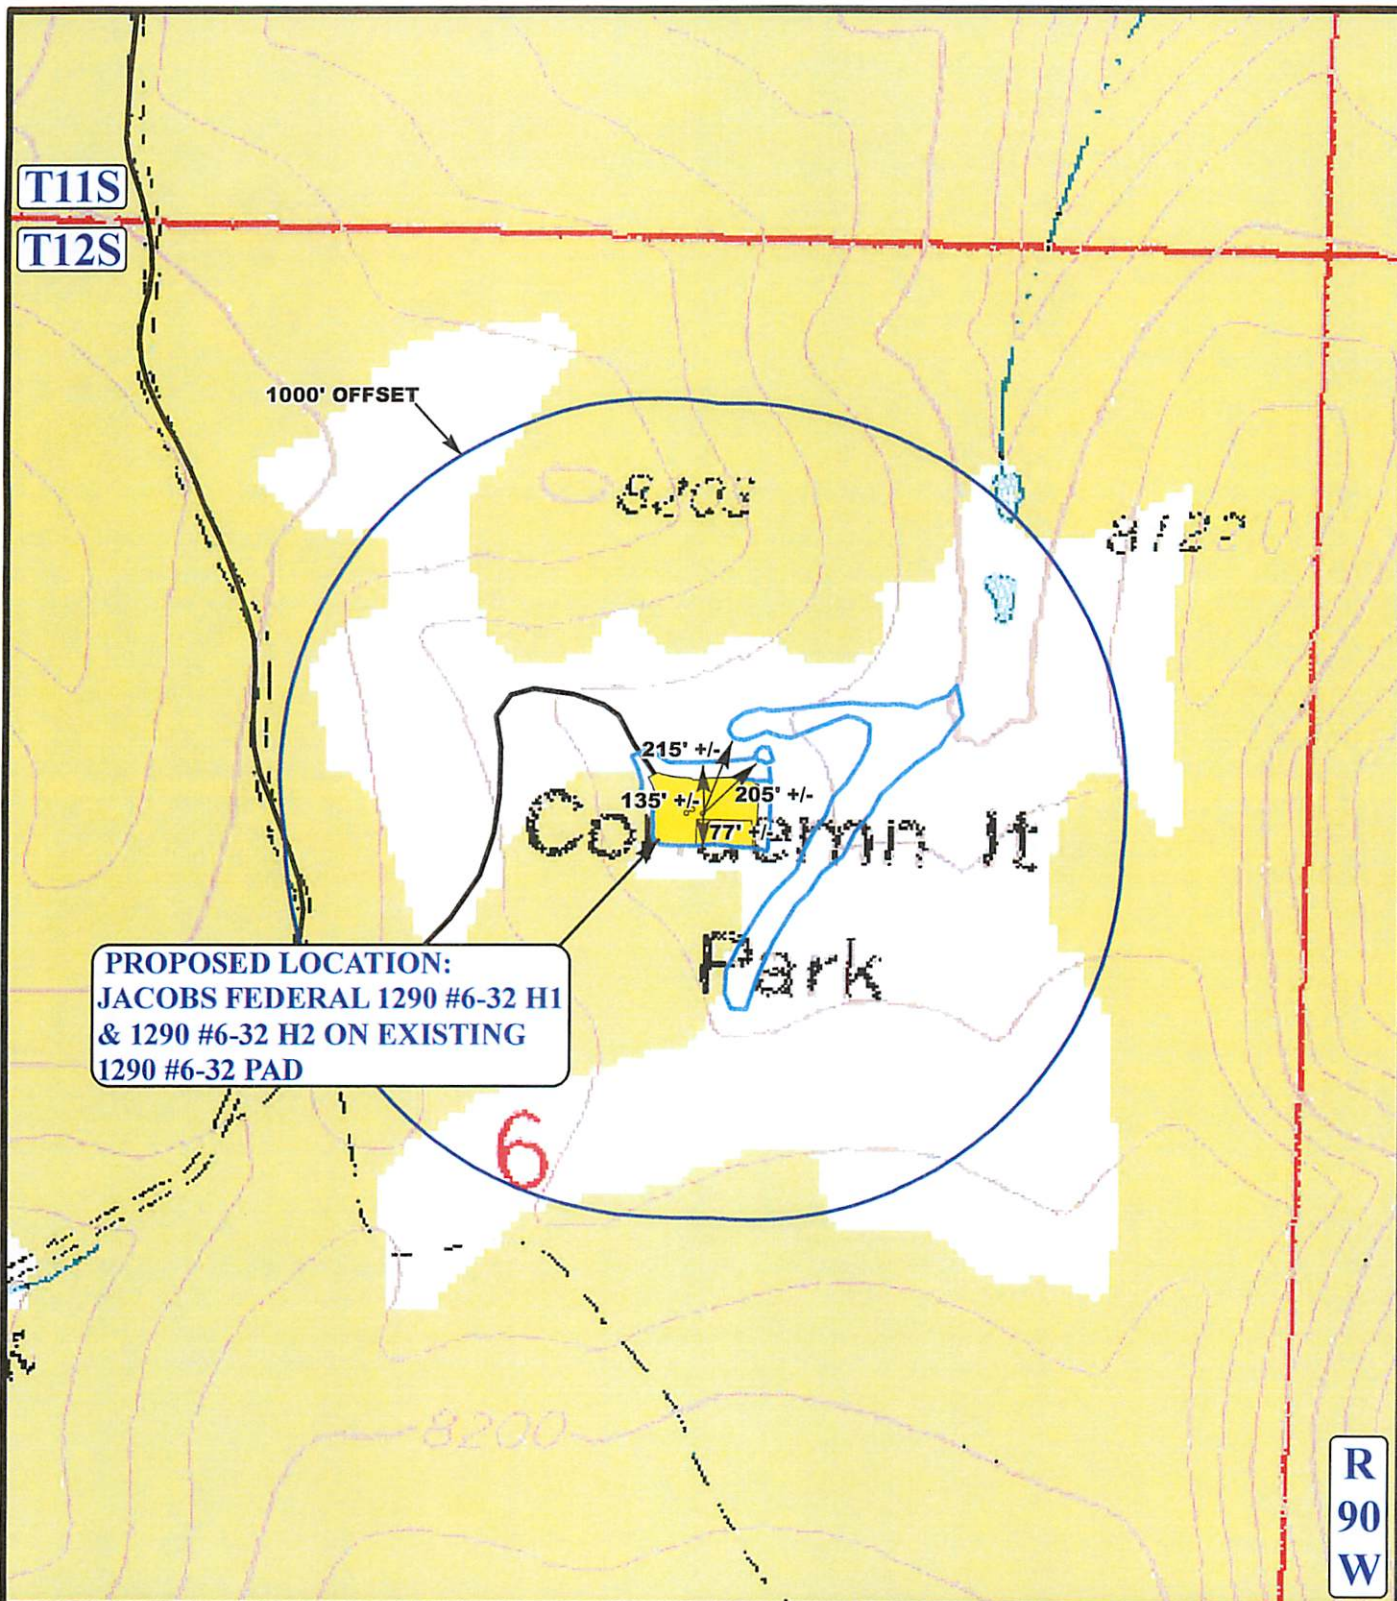 T11S
T12S
1000' OFFSET
8203
215' +/-
135' +/-
205' +/-
77' +/-
Park
PROPOSED LOCATION:
JACOBS FEDERAL 1290 #6-32 H1
& 1290 #6-32 H2 ON EXISTING
1290 #6-32 PAD
6
8200
R
90
W